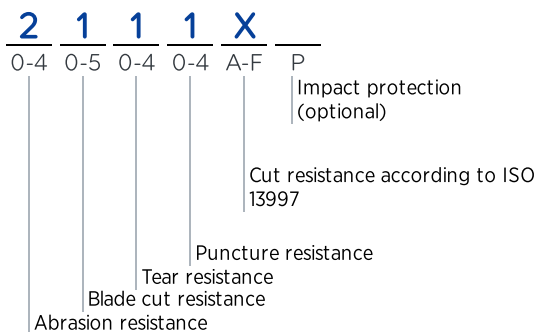 2 1 1 1 X
0-4 0-5 0-4 0-4 A-F P
Impact protection
(optional)
Cut resistance according to ISO
13997
Puncture resistance
Tear resistance
Blade cut resistance
Abrasion resistance